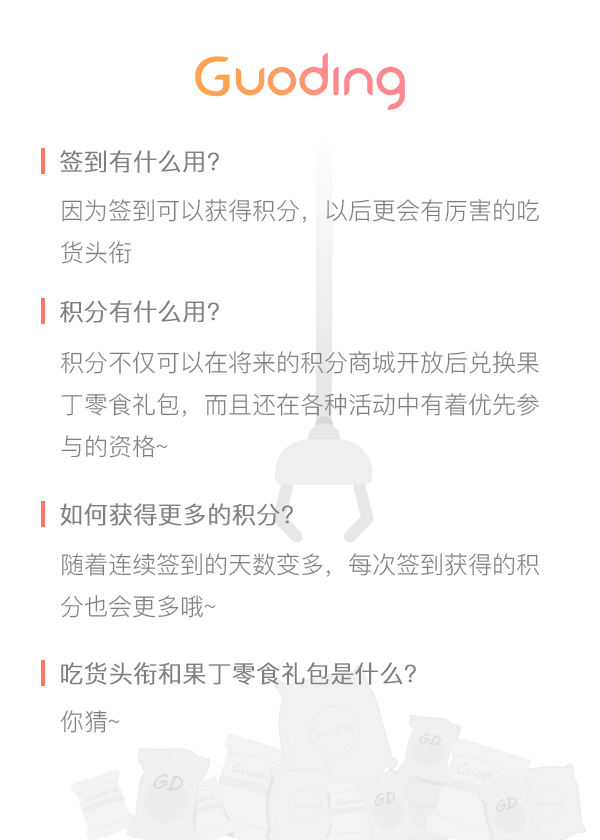 Guoding
签到有什么用？
因为签到可以获得积分，以后更会有厉害的吃
货头衔
积分有什么用？
积分不仅可以在将来的积分商城开放后兑换果
丁零食礼包，而且还在各种活动中有着优先参
与的资格~
如何获得更多的积分？
随着连续签到的天数变多，每次签到获得的积
分也会更多哦~
吃货头衔和果丁零食礼包是什么？
你猜~
Guoding
GD
GD
Guodi
Guodi
GD
GD